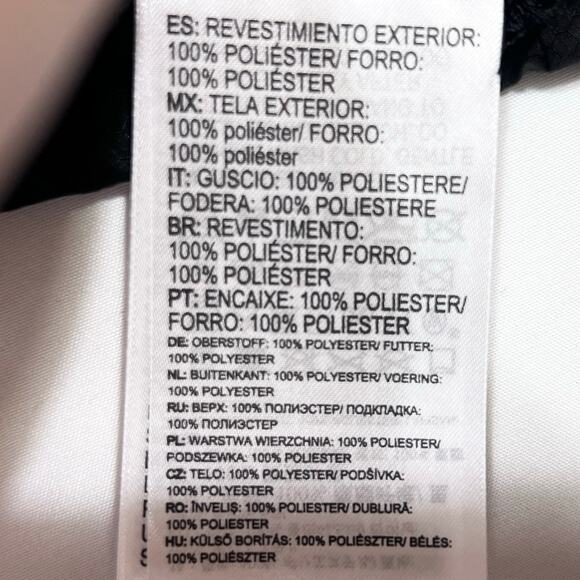 ES: REVESTIMIENTO EXTERIOR:
100% POLIÉSTER/ FORRO:
100% POLIÉSTER
MX: TELA EXTERIOR:
100% poliéster/ FORRO:
100% poliéster
IT: GUSCIO: 100% POLIESTERE/
FODERA: 100% POLIESTERE
BR: REVESTIMENTO:
100% POLIÉSTER/ FORRO:
100% POLIÉSTER
PT: ENCAIXE: 100% POLIESTER/
FORRO: 100% POLIESTER
DE: OBERSTOFF: 100% POLYESTER/ FUTTER:
100% POLYESTER
NL: BUITENKANT: 100% POLYESTER/ VOERING:
100% POLYESTER
RU: ВЕРХ: 100% ПОЛИЭСТЕР/ ПОДКЛАДКА:
100% ПОЛИЭСТЕР
PL: WARSTWA WIERZCHNIA: 100% POLIESTER/
PODSZEWKA: 100% POLIESTER
CZ: TELO: 100% POLYESTER/ PODŠÍVKA:
100% POLYESTER
RO: ÎNVELIŞ: 100% POLIESTER/ DUBLURĂ:
100% POLIESTER
HU: KÜLSŐ BORÍTÁS: 100% POLIÉSZTER/ BÉLÉS:
100% POLIÉSZTER